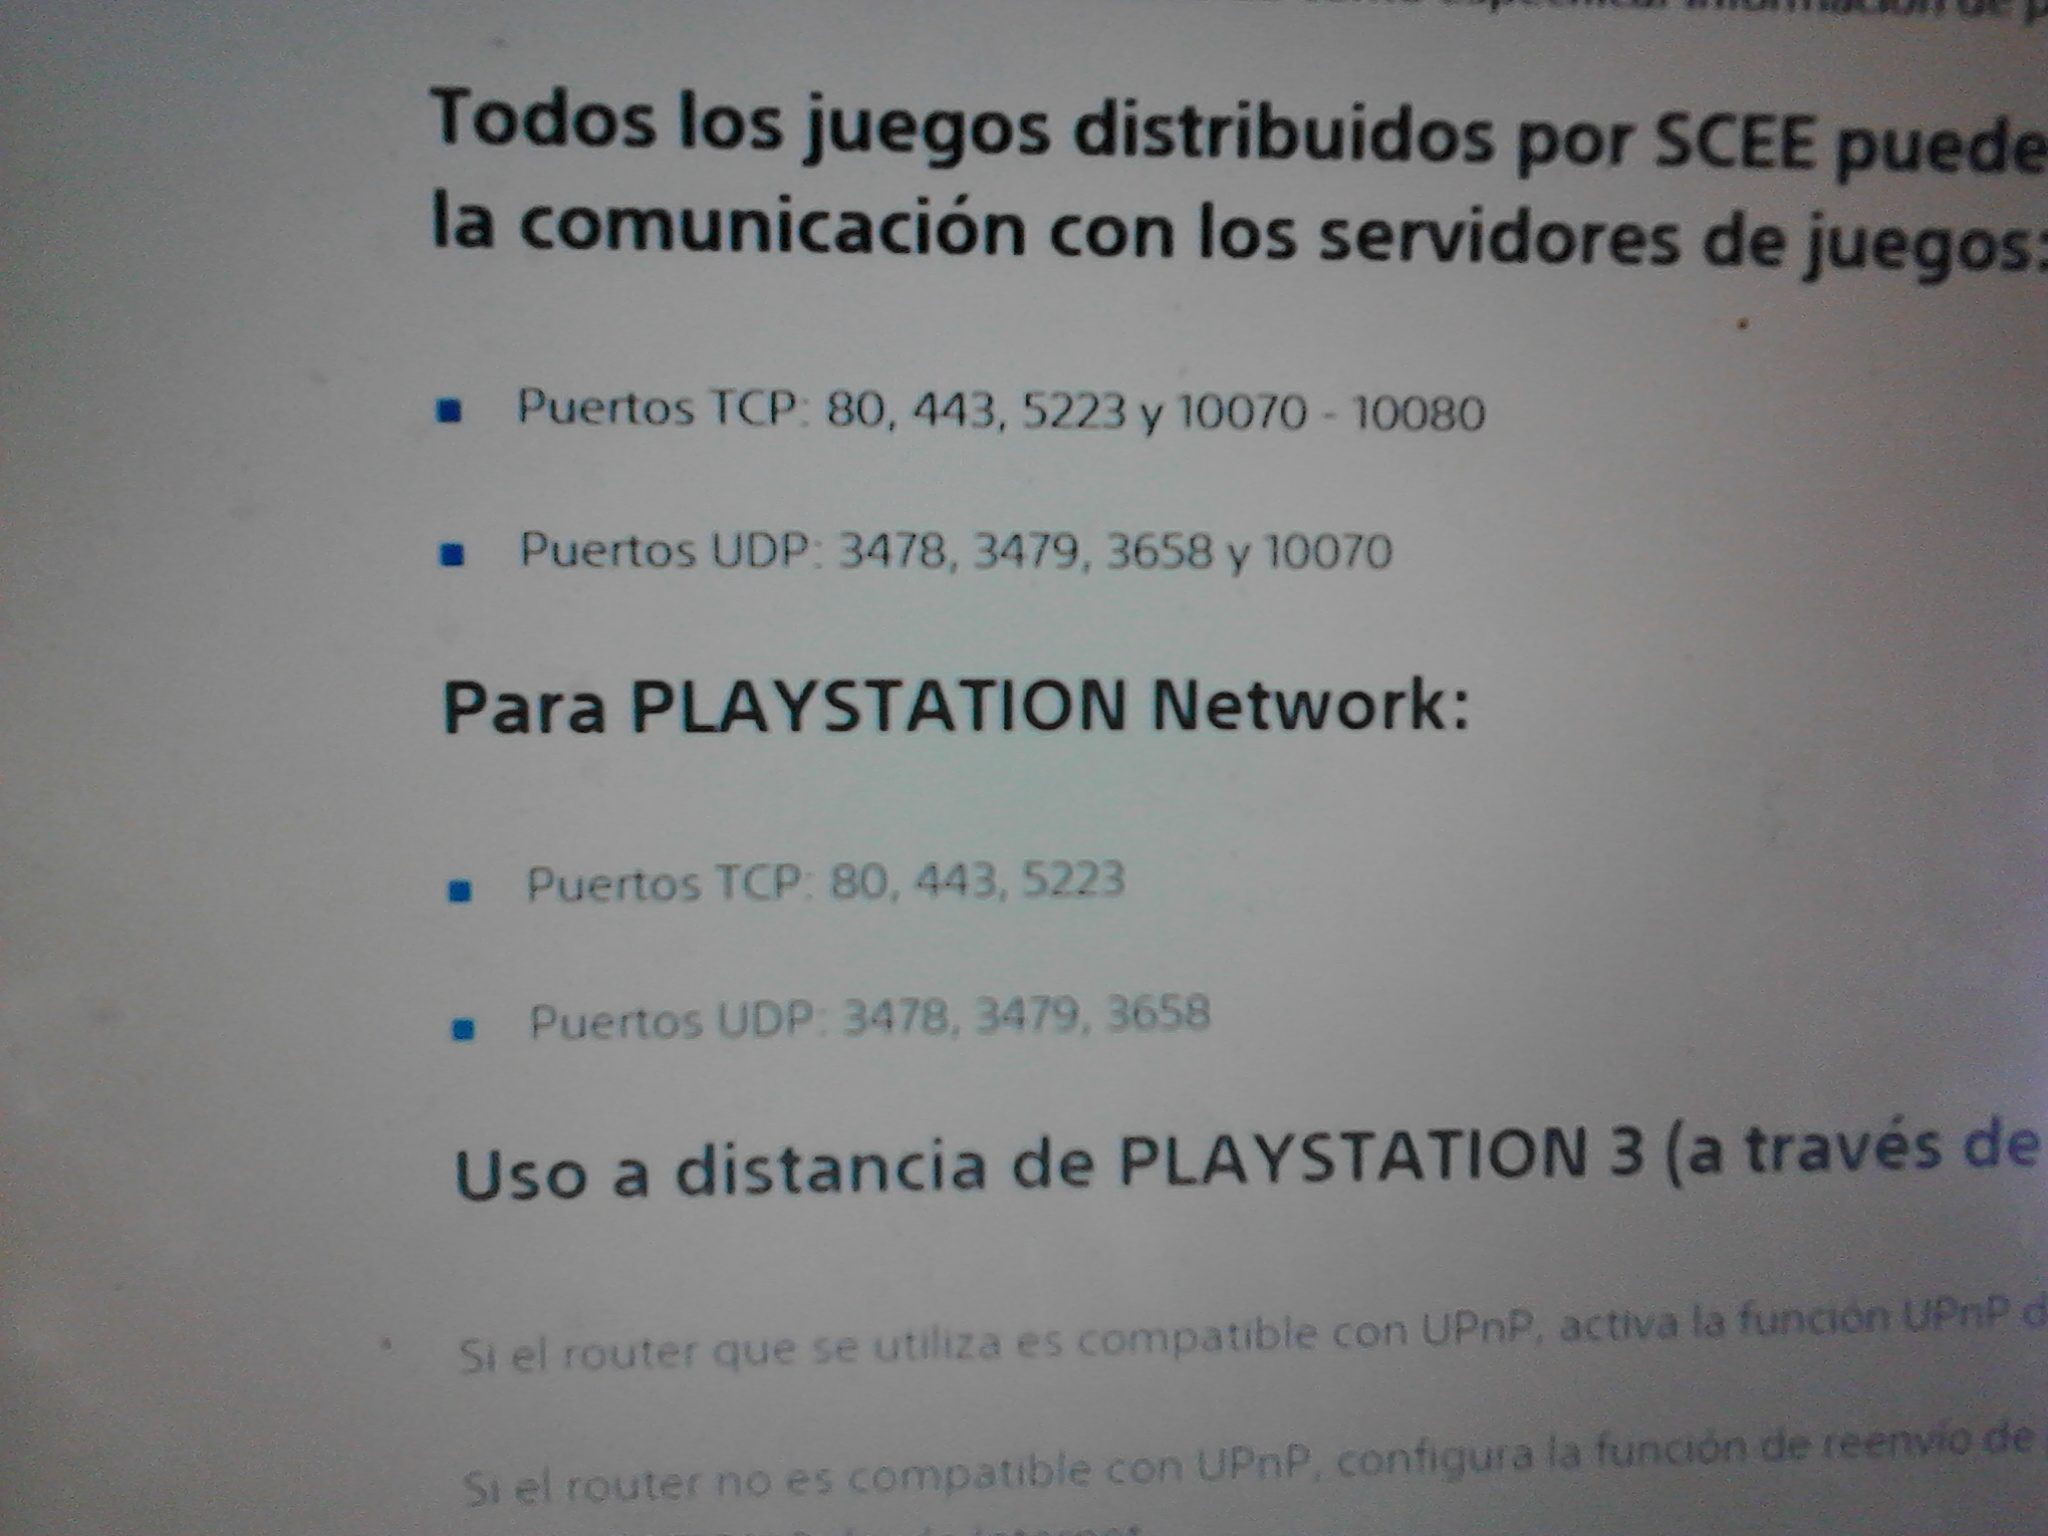 especificar información de
Todos los juegos distribuidos por SCEE puede
la comunicación con los servidores de juegos:
Puertos TCP: 80, 443, 5223 y 10070 - 10080
Puertos UDP: 3478, 3479, 3658 y 10070
Para PLAYSTATION Network:
Puertos TCP: 80, 443, 5223
Puertos UDP: 3478, 3479, 3658
Uso a distancia de PLAYSTATION 3 (a través de
Si el router que se utiliza es compatible con UPnP, activa la función UPnP d
Si el router no es compatible con UPnP, configura la función de reenvío de